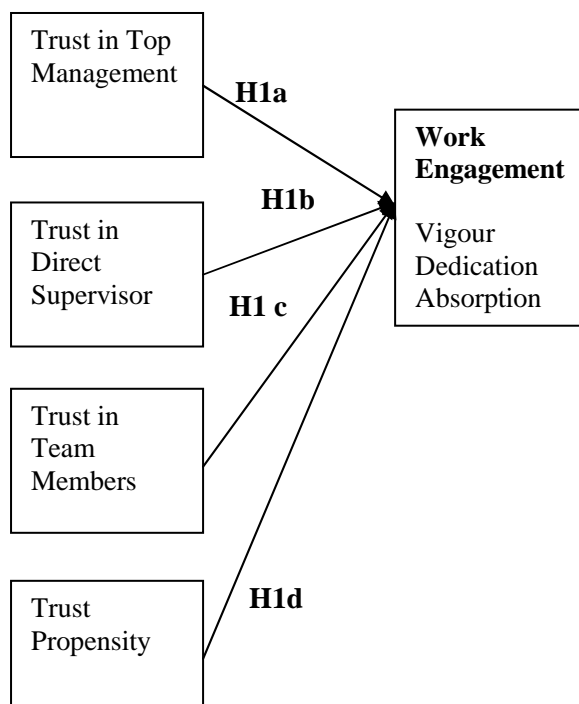 Trust in Top
Management
H1a
Work
Engagement
Vigour
Dedication
Absorption
H1b
Trust in
Direct
Supervisor
H1 c
Trust in
Team
Members
H1d
Trust
Propensity